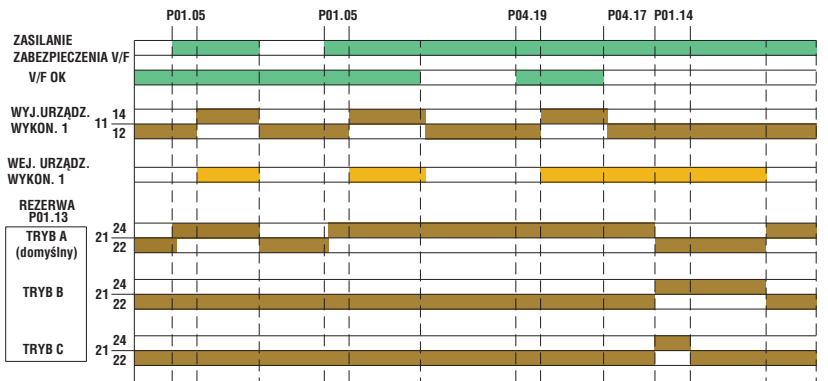 P01.05 P01.05 P04.19 P04.17 P01.14
ZASILANIE
ZABEZPIECZENIA V/F
V/F OK
WYJ.URZĄDZ.
WYKON. 1
11 14
12
WEJ. URZĄDZ.
WYKON. 1
REZERWA
P01.13
TRYB A
(domyślny)
21 24
22
TRYB B
21 24
22
TRYB C
21 24
22